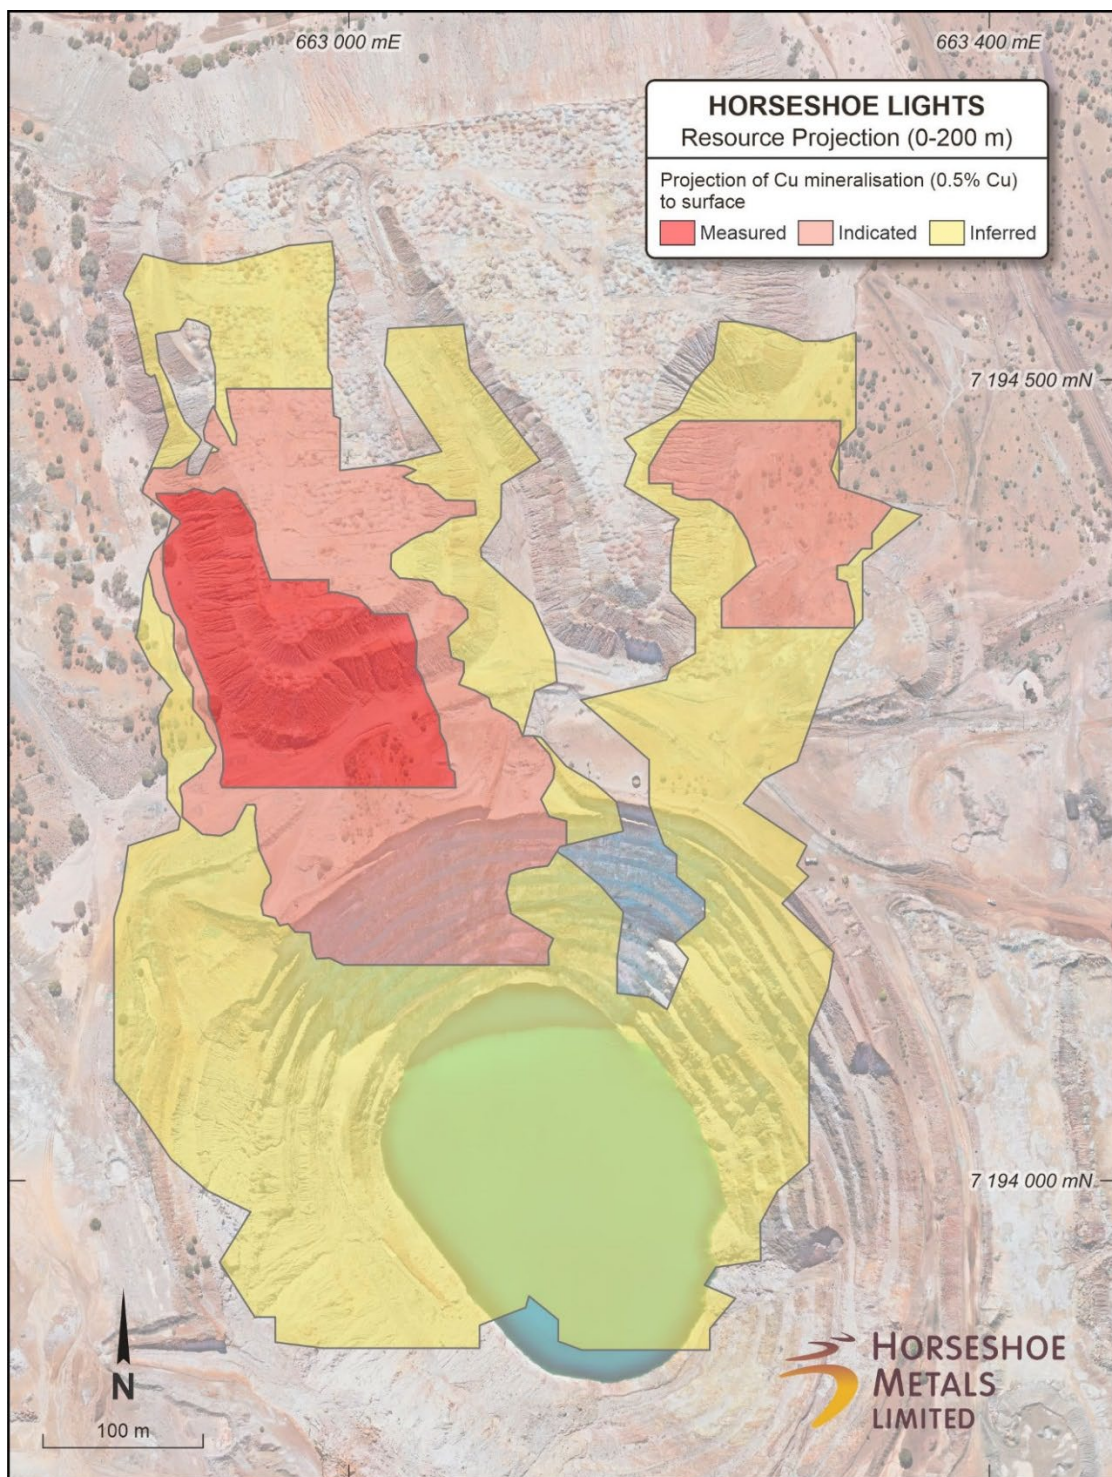 663 000 mE
663 400 mE
HORSESHOE LIGHTS
Resource Projection (0-200 m)
Projection of Cu mineralisation (0.5% Cu)
to surface
Measured Indicated Inferred
7 194 500 mN
7 194 000 mN
N
100 m
HORSESHOE
METALS
LIMITED